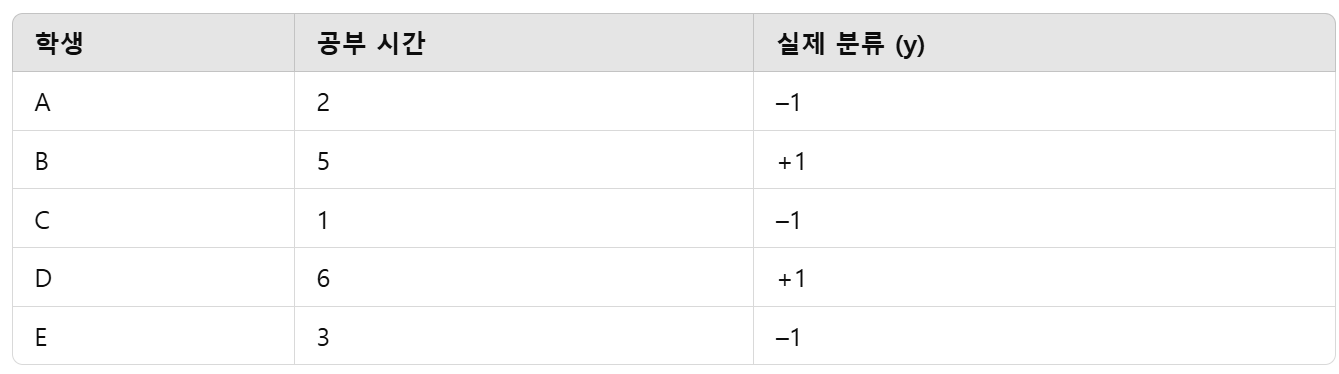 학생 공부 시간 실제 분류 (y)
A 2 –1
B 5 +1
C 1 –1
D 6 +1
E 3 –1